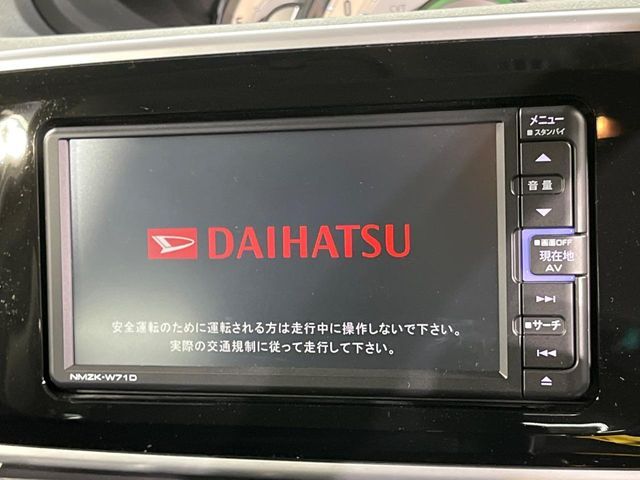 DAIHATSU
安全運転のために運転される方は走行中に操作しないで下さい。
実際の交通規制に従って走行して下さい。
NMZK-W71D
メニュー
■スタンバイ
▲
音量
▼
■画面OFF
現在地
AV
▶▶|
■サーチ
|◀◀
⏏